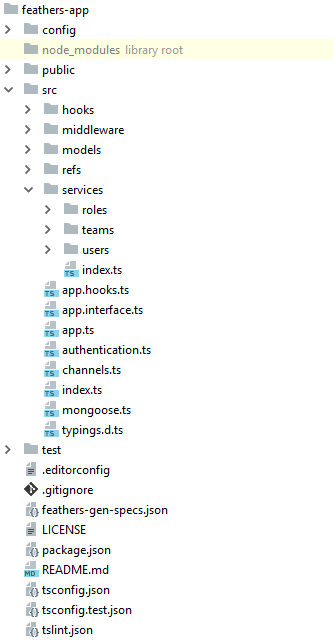 feathers-app
config
node_modules library root
public
src
hooks
middleware
models
refs
services
roles
teams
users
TS index.ts
TS app.hooks.ts
TS app.interface.ts
TS app.ts
TS authentication.ts
TS channels.ts
TS index.ts
TS mongoose.ts
TS typings.d.ts
test
.editorconfig
.gitignore
feathers-gen-specs.json
LICENSE
package.json
MD README.md
tsconfig.json
tsconfig.test.json
tslint.json